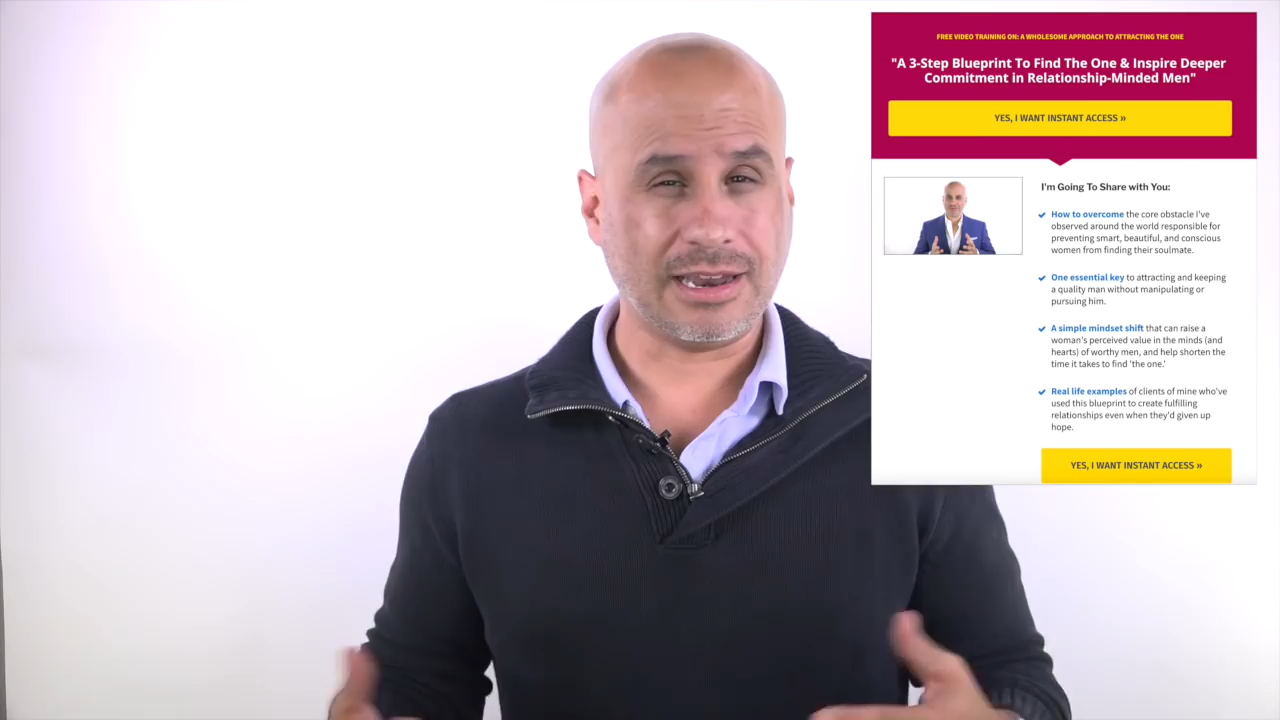 FREE VIDEO TRAINING ON: A WHOLESOME APPROACH TO ATTRACTING THE ONE
"A 3-Step Blueprint To Find The One & Inspire Deeper
Commitment in Relationship-Minded Men"
YES, I WANT INSTANT ACCESS »
I'm Going To Share with You:
How to overcome the core obstacle I've
observed around the world responsible for
preventing smart, beautiful, and conscious
women from finding their soulmate.
One essential key to attracting and keeping
a quality man without manipulating or
pursuing him.
A simple mindset shift that can raise a
woman's perceived value in the minds (and
hearts) of worthy men, and help shorten the
time it takes to find 'the one.'
Real life examples of clients of mine who've
used this blueprint to create fulfilling
relationships even when they'd given up
hope.
YES, I WANT INSTANT ACCESS »